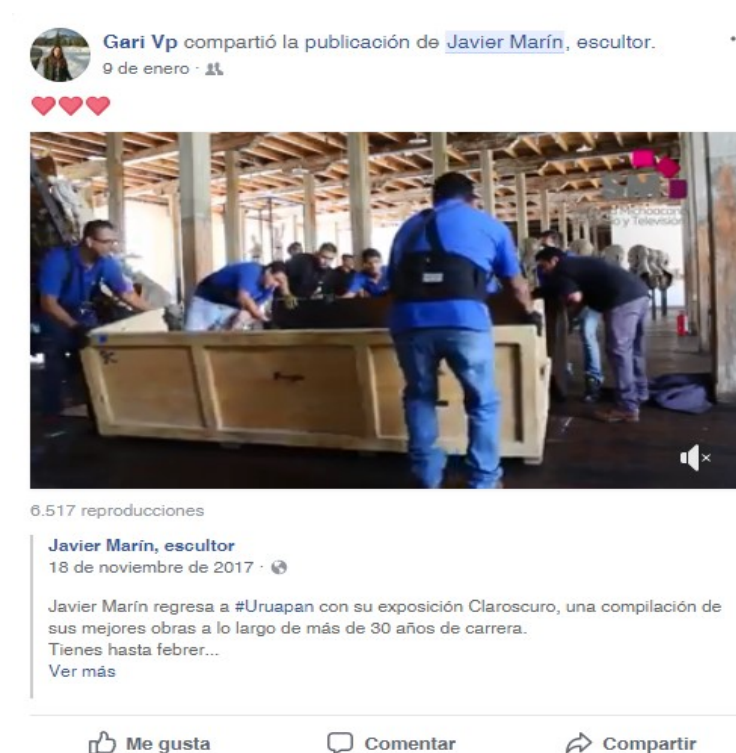 Gari Vp compartió la publicación de Javier Marín, escultor.
9 de enero ·
6.517 reproducciones
Javier Marín, escultor
18 de noviembre de 2017 ·
Javier Marín regresa a #Uruapan con su exposición Claroscuro, una compilación de
sus mejores obras a lo largo de más de 30 años de carrera.
Tienes hasta febrer...
Ver más
Me gusta
Comentar
Compartir